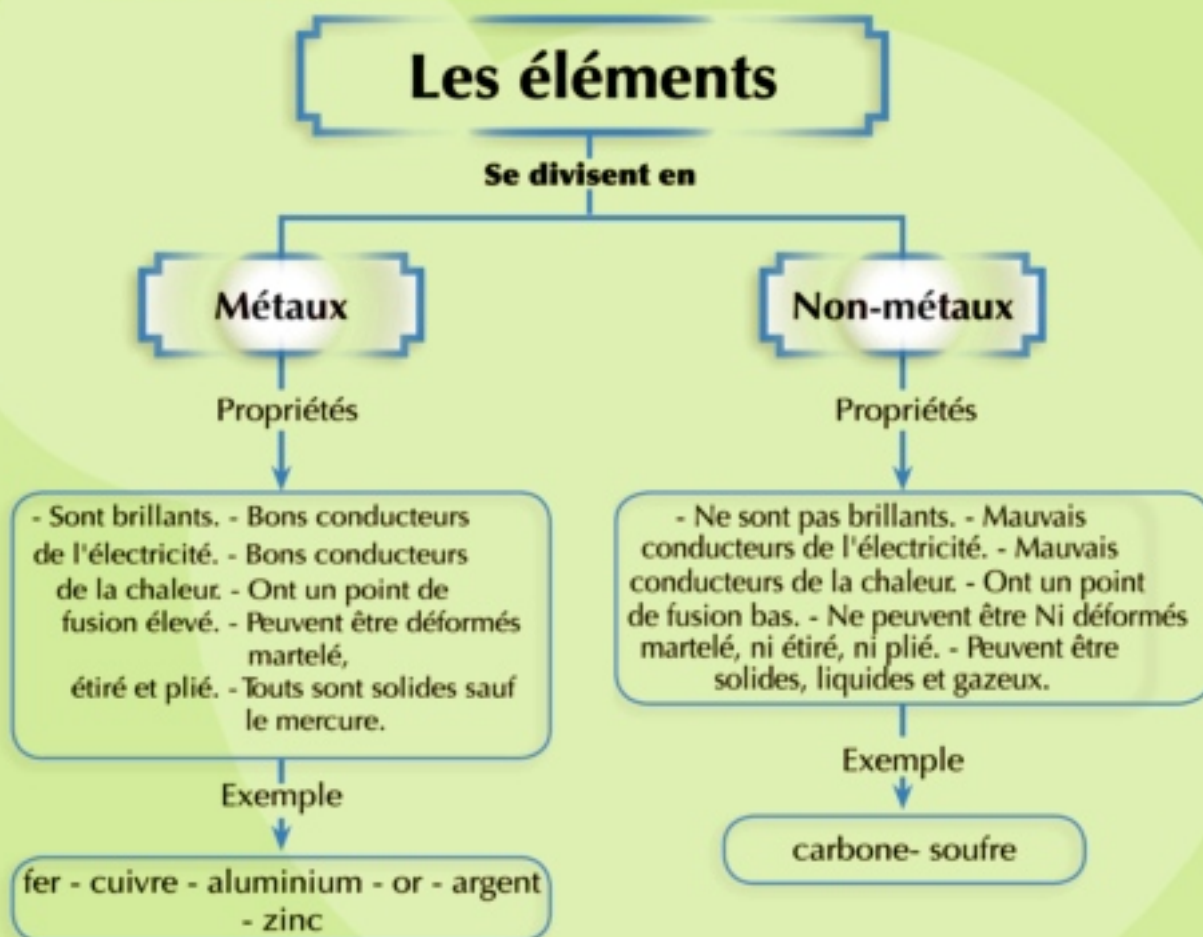 Les éléments
Se divisent en
Métaux
Propriétés
- Sont brillants. - Bons conducteurs
de l'électricité. - Bons conducteurs
de la chaleur. - Ont un point de
fusion élevé. - Peuvent être déformés
martelé,
étiré et plié. - Touts sont solides sauf
le mercure.
Exemple
fer - cuivre - aluminium - or - argent
- zinc
Non-métaux
Propriétés
- Ne sont pas brillants. - Mauvais
conducteurs de l'électricité. - Mauvais
conducteurs de la chaleur. - Ont un point
de fusion bas. - Ne peuvent être Ni déformés
martelé, ni étiré, ni plié. - Peuvent être
solides, liquides et gazeux.
Exemple
carbone- soufre